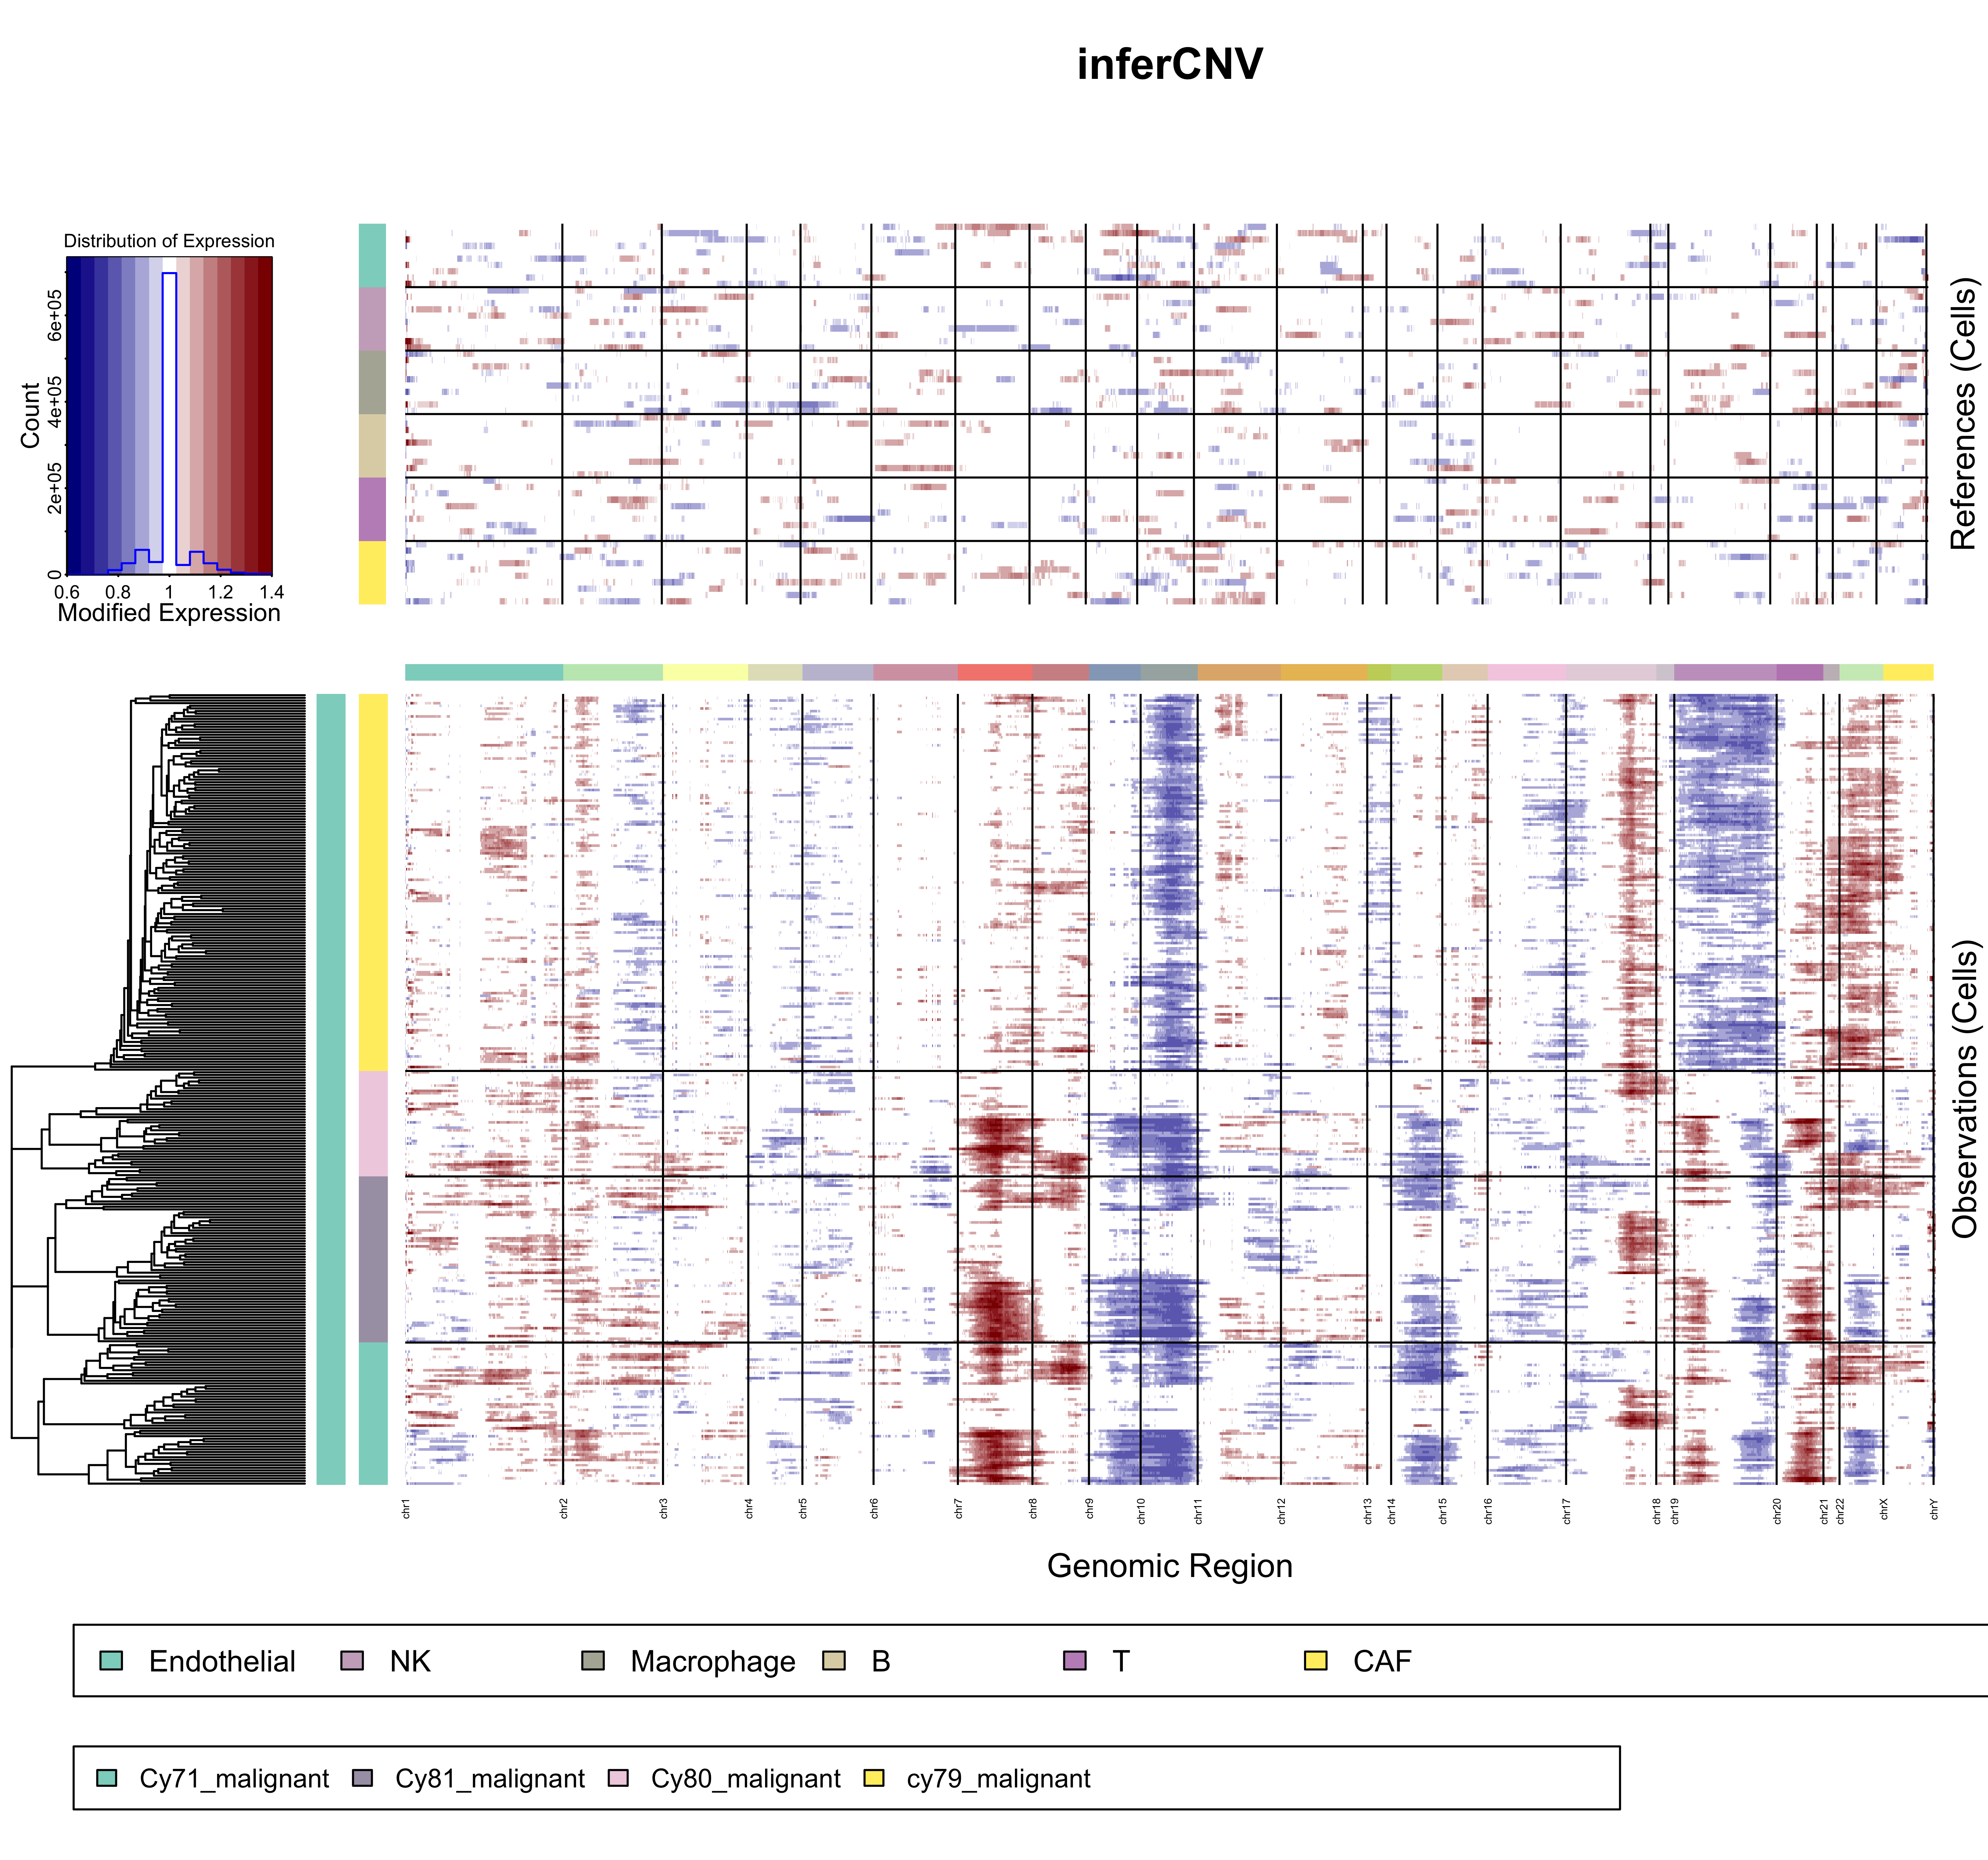 inferCNV
Distribution of Expression
Count
0 2e+05 4e+05 6e+05
0.6 0.8 1 1.2 1.4
Modified Expression
References (Cells)
Observations (Cells)
chr1 chr2 chr3 chr4 chr5 chr6 chr7 chr8 chr9 chr10 chr11 chr12 chr13 chr14 chr15 chr16 chr17 chr18 chr19 chr20 chr21 chr22 chrX chrY
Genomic Region
Endothelial NK Macrophage B T CAF
Cy71_malignant Cy81_malignant Cy80_malignant cy79_malignant